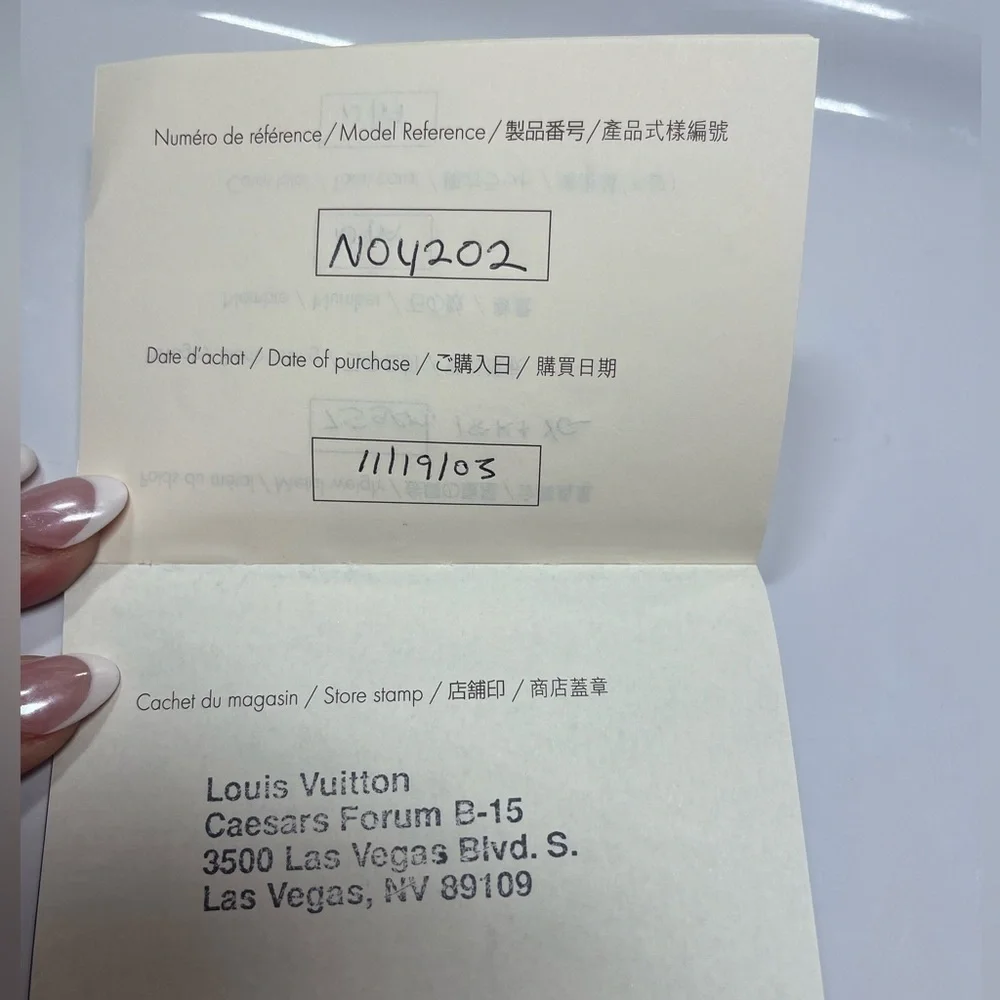 Numéro de référence / Model Reference / 製品番号 / 產品式樣編號
N04202
Date d'achat / Date of purchase / ご購入日 / 購買日期
11/19/03
Cachet du magasin / Store stamp / 店舗印 / 商店蓋章
Louis Vuitton
Caesars Forum B-15
3500 Las Vegas Blvd. S.
Las Vegas, NV 89109